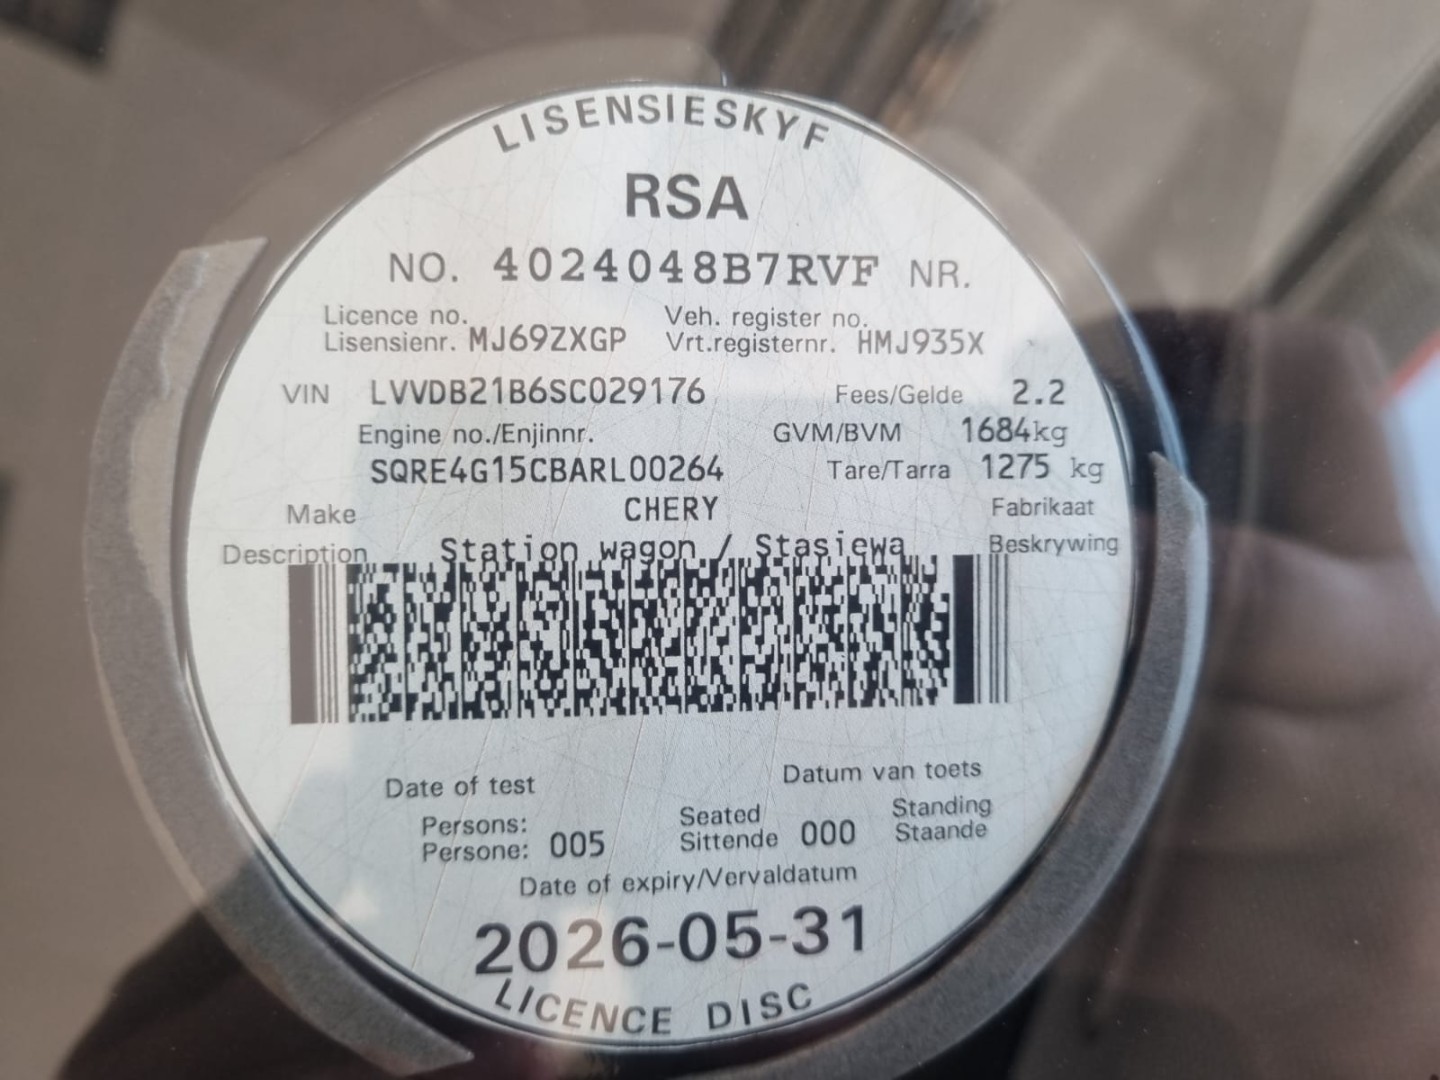 LISENSIESKYF
RSA
NO. 4024048B7RVF NR.
Licence no. Veh. register no.
Lisensienr. MJ69ZXGP Vrt.registernr. HMJ935X
VIN LVVDB21B6SC029176 Fees/Gelde 2.2
Engine no./Enjinnr. GVM/BVM 1684kg
SQRE4G15CBARL00264 Tare/Tarra 1275 kg
Make CHERY Fabrikaat
Description Station wagon / Stasiewa Beskrywing
Date of test Datum van toets
Persons: Seated Standing
Persone: 005 Sittende 000 Staande
Date of expiry/Vervaldatum
2026-05-31
LICENCE DISC